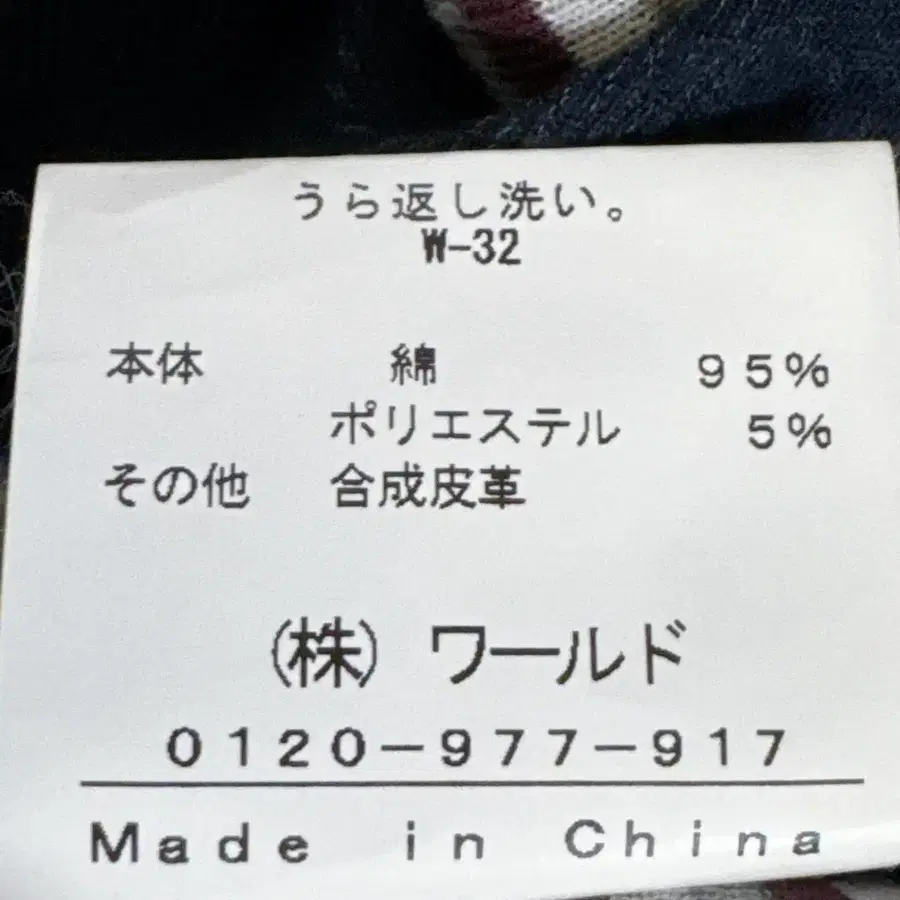 うら返し洗い。
W-32
本体 綿 95%
ポリエステル 5%
その他 合成皮革
(株) ワールド
0120-977-917
Made in China